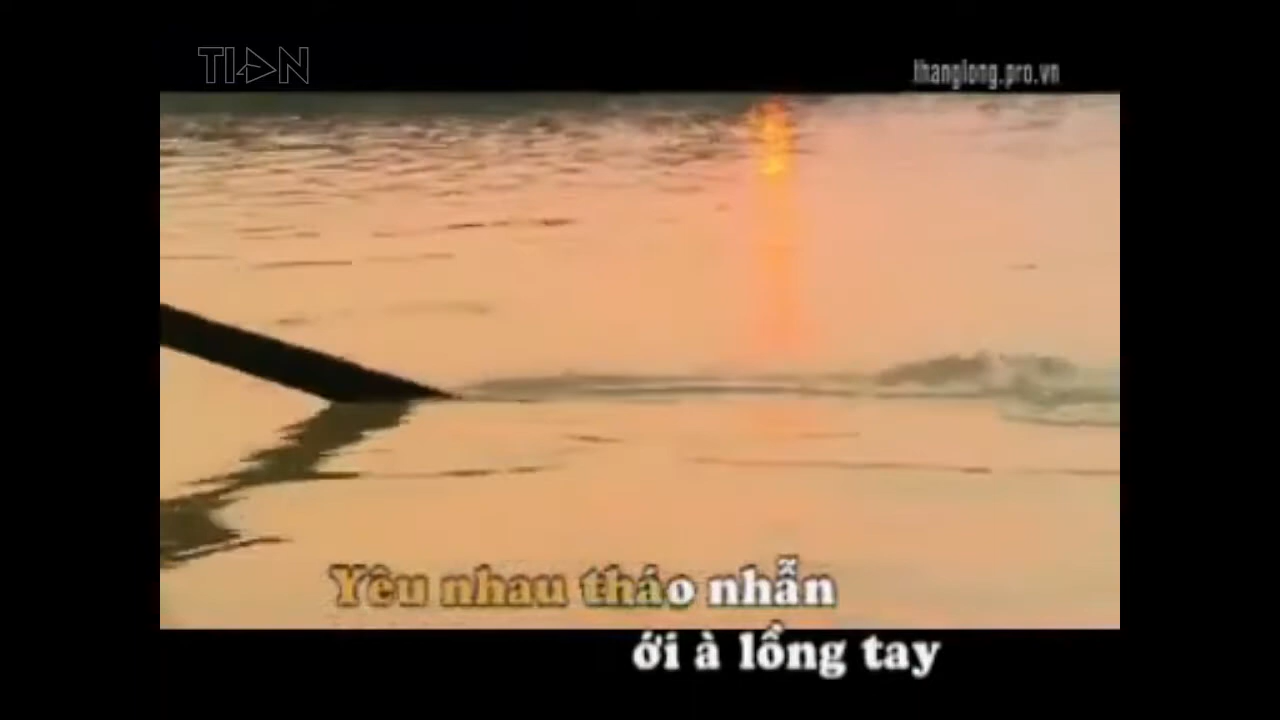 TIAN
thanglong.pro.vn
Yêu nhau tháo nhẫn
ới à lồng tay